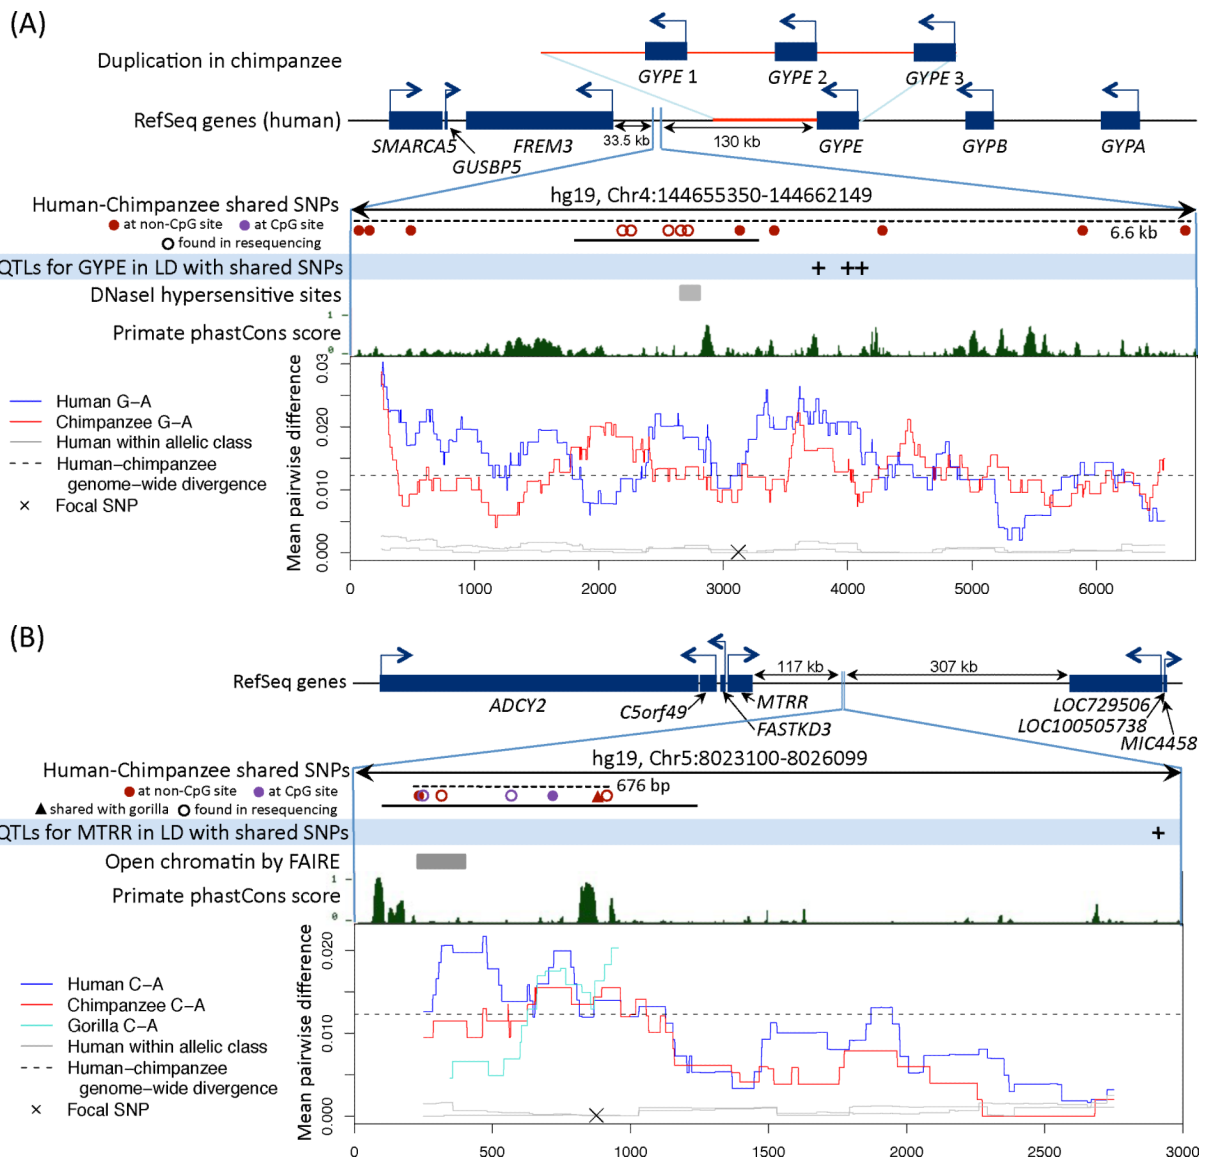 (A)
Duplication in chimpanzee
GYPE 1
GYPE 2
GYPE 3
RefSeq genes (human)
SMARCA5
GUSBP5
FREM3
33.5 kb
130 kb
GYPE
GYPB
GYPA
hg19, Chr4:144655350-144662149
Human-Chimpanzee shared SNPs
at non-CpG site
at CpG site
found in resequencing
6.6 kb
QTLs for GYPE in LD with shared SNPs
DNaseI hypersensitive sites
Primate phastCons score
1
0
Mean pairwise difference
0.03
0.020
0.010
0.000
Human G-A
Chimpanzee G-A
Human within allelic class
Human-chimpanzee
genome-wide divergence
Focal SNP
0 1000 2000 3000 4000 5000 6000
(B)
RefSeq genes
ADCY2
C5orf49
FASTKD3
MTRR
117 kb
307 kb
LOC729506
LOC100505738
MIC4458
hg19, Chr5:8023100-8026099
Human-Chimpanzee shared SNPs
at non-CpG site
at CpG site
shared with gorilla
found in resequencing
676 bp
QTLs for MTRR in LD with shared SNPs
Open chromatin by FAIRE
Primate phastCons score
1
0
Mean pairwise difference
0.020
0.010
0.000
Human C-A
Chimpanzee C-A
Gorilla C-A
Human within allelic class
Human-chimpanzee
genome-wide divergence
Focal SNP
0 500 1000 1500 2000 2500 3000